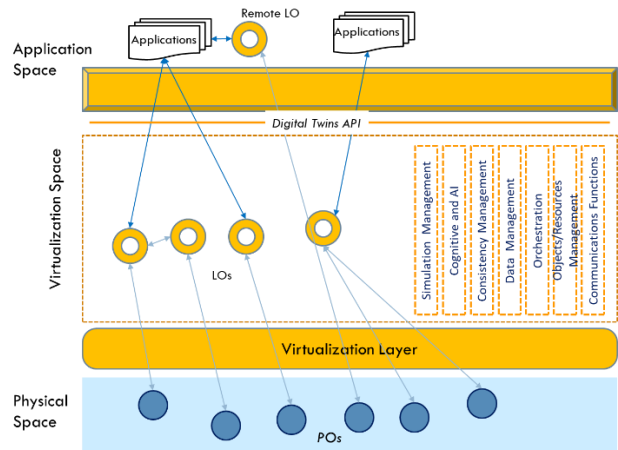 Remote LO
Applications
Applications
Application
Space
Digital Twins API
Virtualization Space
LOs
Simulation Management
Cognitive and AI
Consistency Management
Data Management
Orchestration
Objects/Resources
Management
Communications Functions
Virtualization Layer
Physical
Space
POs